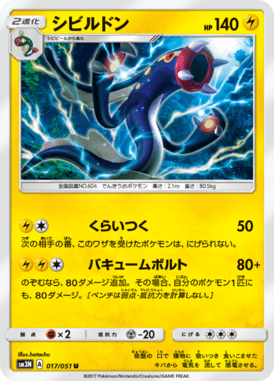 2進化 シビルドン HP 140
シビビールから進化
全国図鑑NO.604 でんきうおポケモン 高さ:2.1m 重さ:80.5kg
くらいつく 50
次の相手の番、このワザを受けたポケモンは、にげられない。
バキュームボルト 80+
のぞむなら、80ダメージ追加。その場合、自分のポケモン1匹にも
80ダメージ。[ベンチは弱点・抵抗力を計算しない。]
弱点 ×2 抵抗力 -20 にげる
illus.hatachu
SM3N A 017/051 U
©2017 Pokémon/Nintendo/Creatures/GAME FREAK.